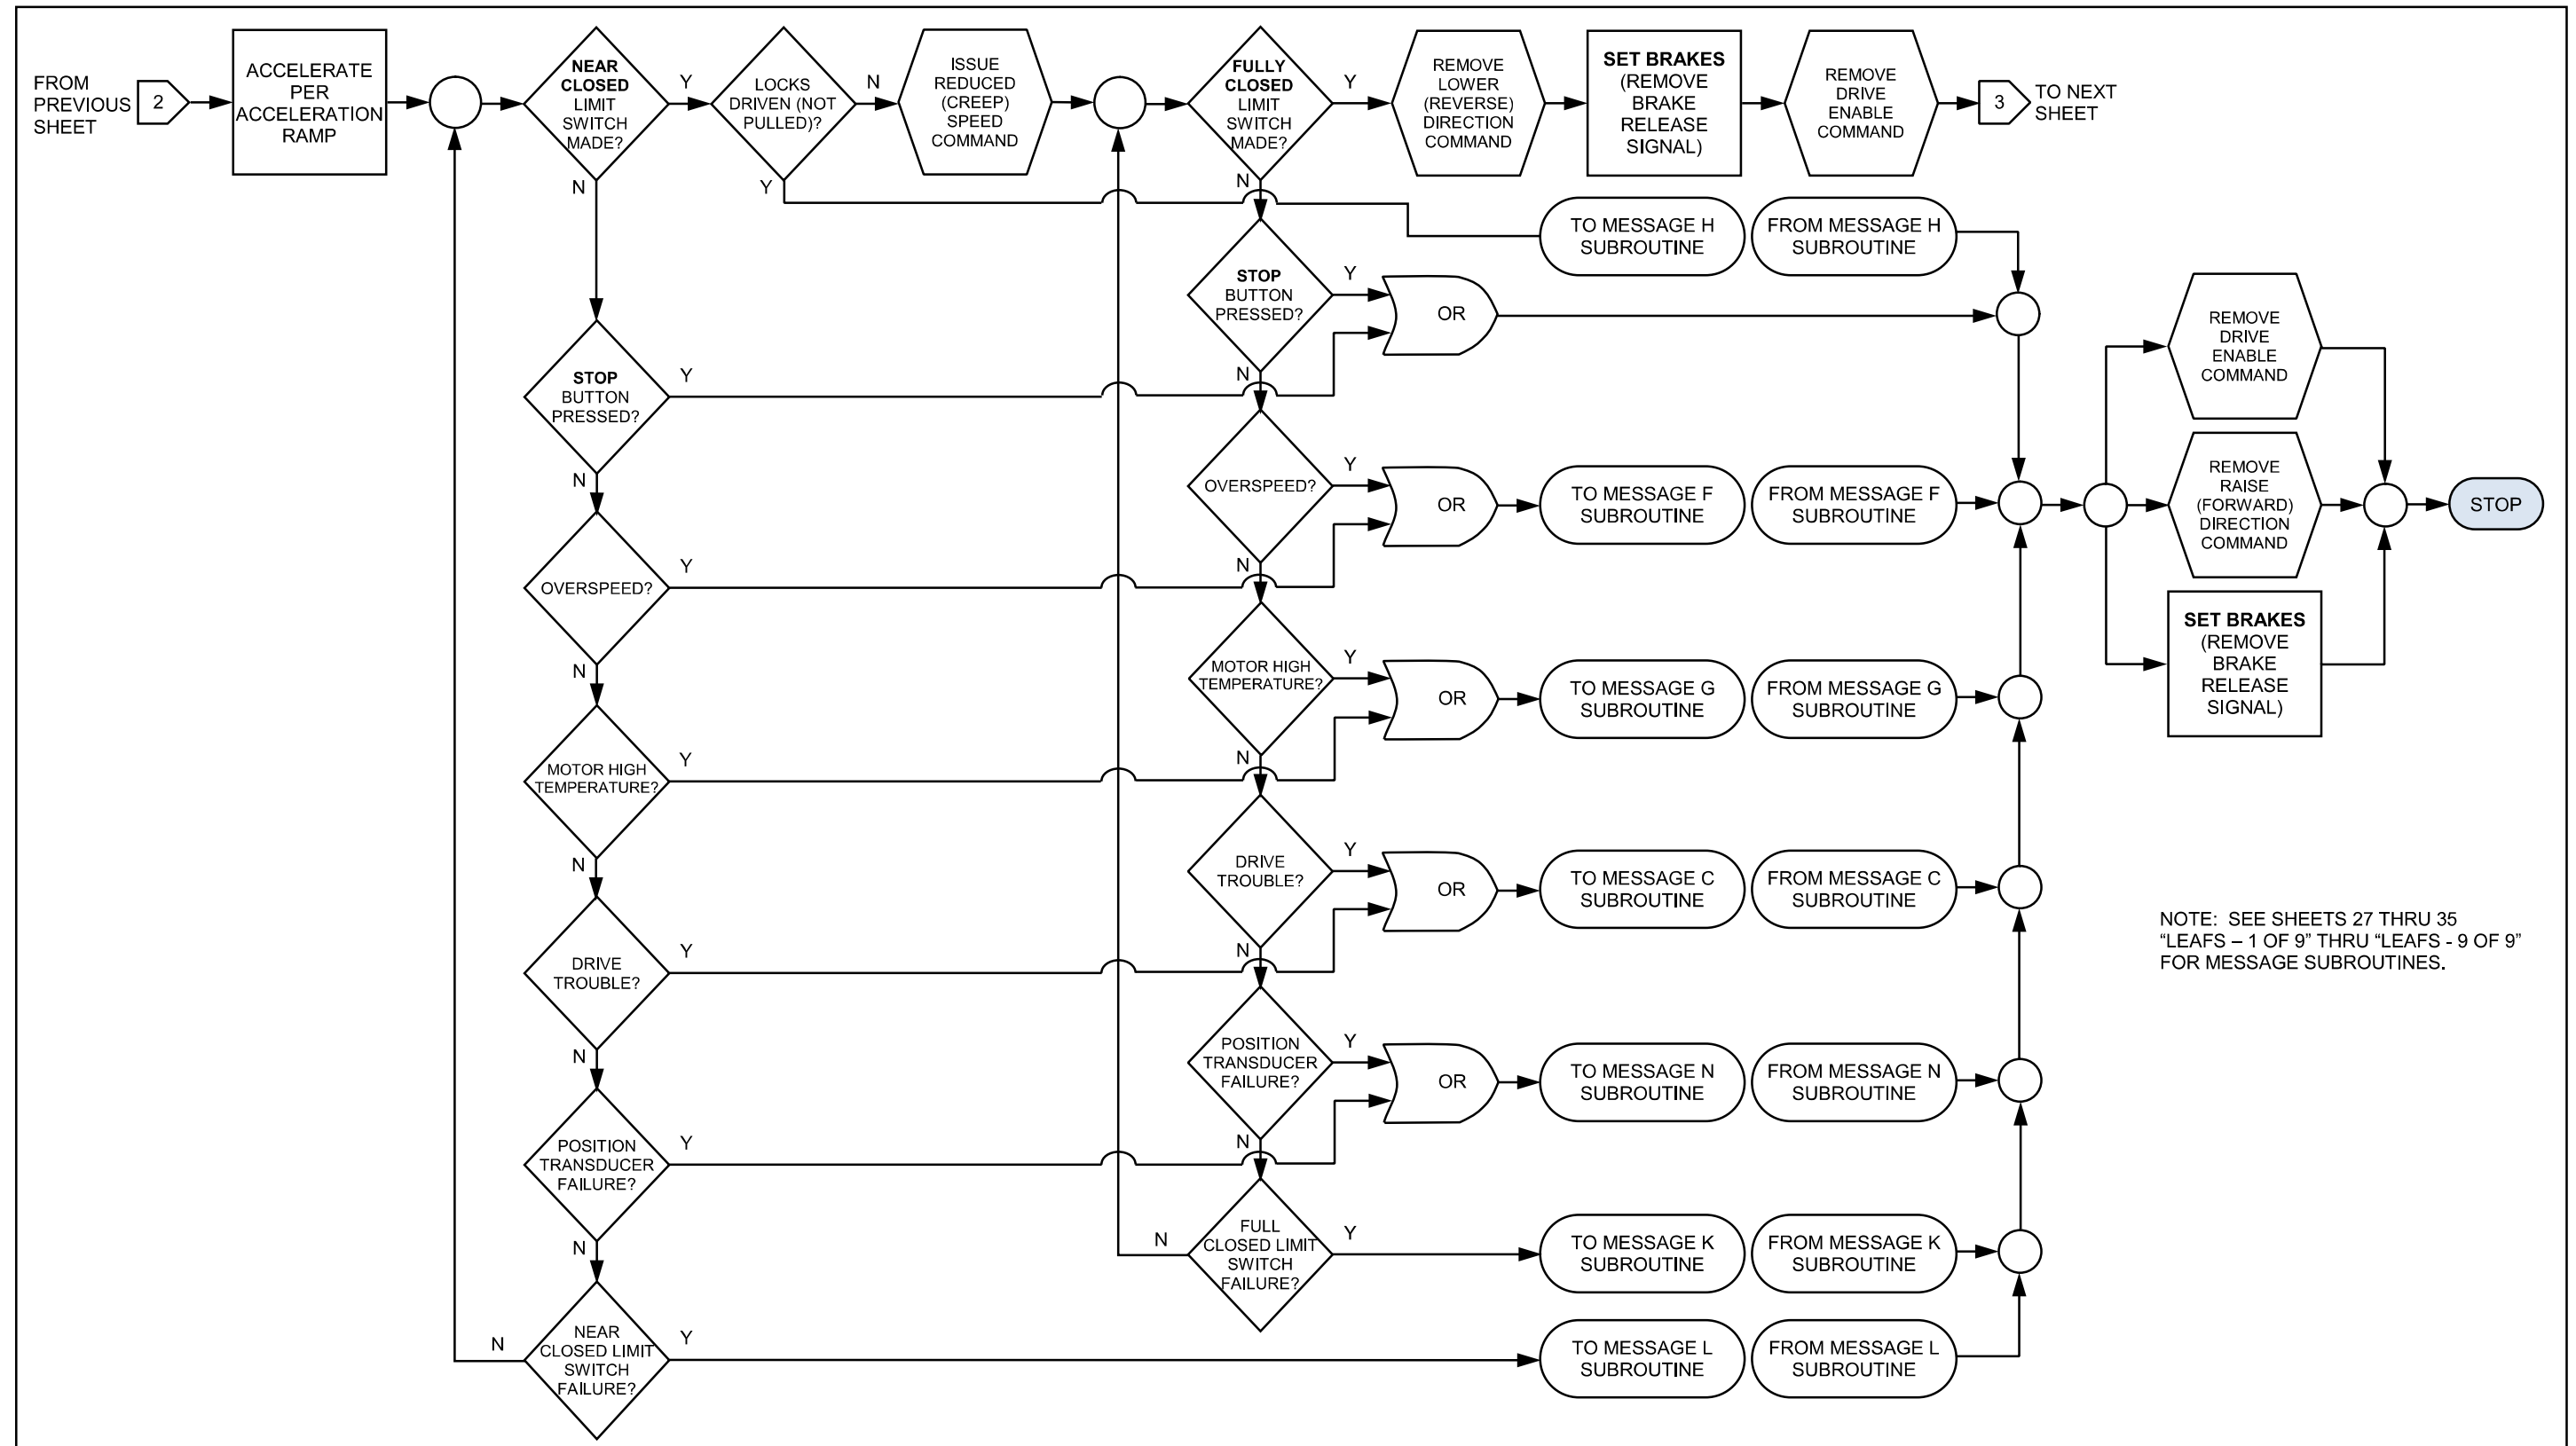 FROM
PREVIOUS
SHEET
2
ACCELERATE
PER
ACCELERATION
RAMP
NEAR
CLOSED
LIMIT
SWITCH
MADE?
Y
N
LOCKS
DRIVEN (NOT
PULLED)?
N
Y
ISSUE
REDUCED
(CREEP)
SPEED
COMMAND
FULLY
CLOSED
LIMIT
SWITCH
MADE?
Y
N
REMOVE
LOWER
(REVERSE)
DIRECTION
COMMAND
SET BRAKES
(REMOVE
BRAKE
RELEASE
SIGNAL)
REMOVE
DRIVE
ENABLE
COMMAND
3
TO NEXT
SHEET
TO MESSAGE H
SUBROUTINE
FROM MESSAGE H
SUBROUTINE
STOP
BUTTON
PRESSED?
Y
N
OR
STOP
BUTTON
PRESSED?
Y
N
OVERSPEED?
Y
N
OR
TO MESSAGE F
SUBROUTINE
FROM MESSAGE F
SUBROUTINE
REMOVE
DRIVE
ENABLE
COMMAND
REMOVE
RAISE
(FORWARD)
DIRECTION
COMMAND
STOP
SET BRAKES
(REMOVE
BRAKE
RELEASE
SIGNAL)
OVERSPEED?
Y
N
MOTOR HIGH
TEMPERATURE?
Y
N
OR
TO MESSAGE G
SUBROUTINE
FROM MESSAGE G
SUBROUTINE
MOTOR HIGH
TEMPERATURE?
Y
N
DRIVE
TROUBLE?
Y
N
OR
TO MESSAGE C
SUBROUTINE
FROM MESSAGE C
SUBROUTINE
NOTE:  SEE SHEETS 27 THRU 35
“LEAFS – 1 OF 9” THRU “LEAFS - 9 OF 9”
FOR MESSAGE SUBROUTINES.
DRIVE
TROUBLE?
Y
N
POSITION
TRANSDUCER
FAILURE?
Y
N
OR
TO MESSAGE N
SUBROUTINE
FROM MESSAGE N
SUBROUTINE
POSITION
TRANSDUCER
FAILURE?
Y
N
FULL
CLOSED LIMIT
SWITCH
FAILURE?
N
Y
TO MESSAGE K
SUBROUTINE
FROM MESSAGE K
SUBROUTINE
NEAR
CLOSED LIMIT
SWITCH
FAILURE?
N
Y
TO MESSAGE L
SUBROUTINE
FROM MESSAGE L
SUBROUTINE